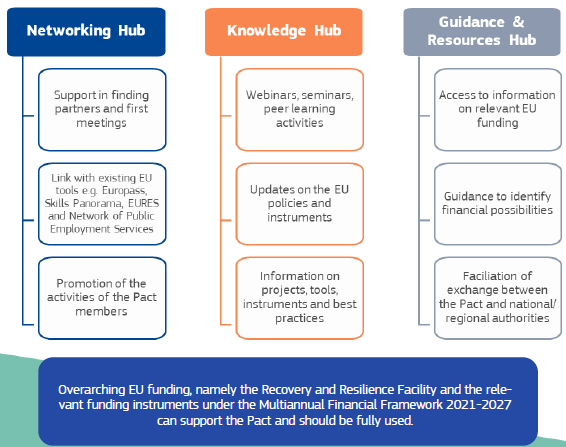 Networking Hub
Support in finding
partners and first
meetings
Link with existing EU
tools e.g. Europass,
Skills Panorama, EURES
and Network of Public
Employment Services
Promotion of the
activities of the Pact
members
Knowledge Hub
Webinars, seminars,
peer learning
activities
Updates on the EU
policies and
instruments
Information on
projects, tools,
instruments and best
practices
Guidance &
Resources Hub
Access to information
on relevant EU
funding
Guidance to identify
financial possibilities
Faciliation of
exchange between
the Pact and national/
regional authorities
Overarching EU funding, namely the Recovery and Resilience Facility and the rele-
vant funding instruments under the Multiannual Financial Framework 2021-2027
can support the Pact and should be fully used.